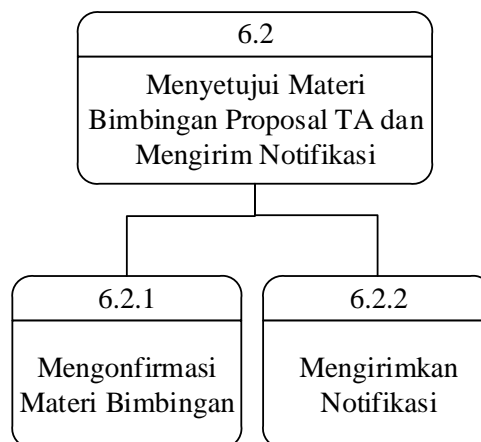 6.2
Menyetujui Materi
Bimbingan Proposal TA dan
Mengirim Notifikasi
6.2.1
Mengonfirmasi
Materi Bimbingan
6.2.2
Mengirimkan
Notifikasi